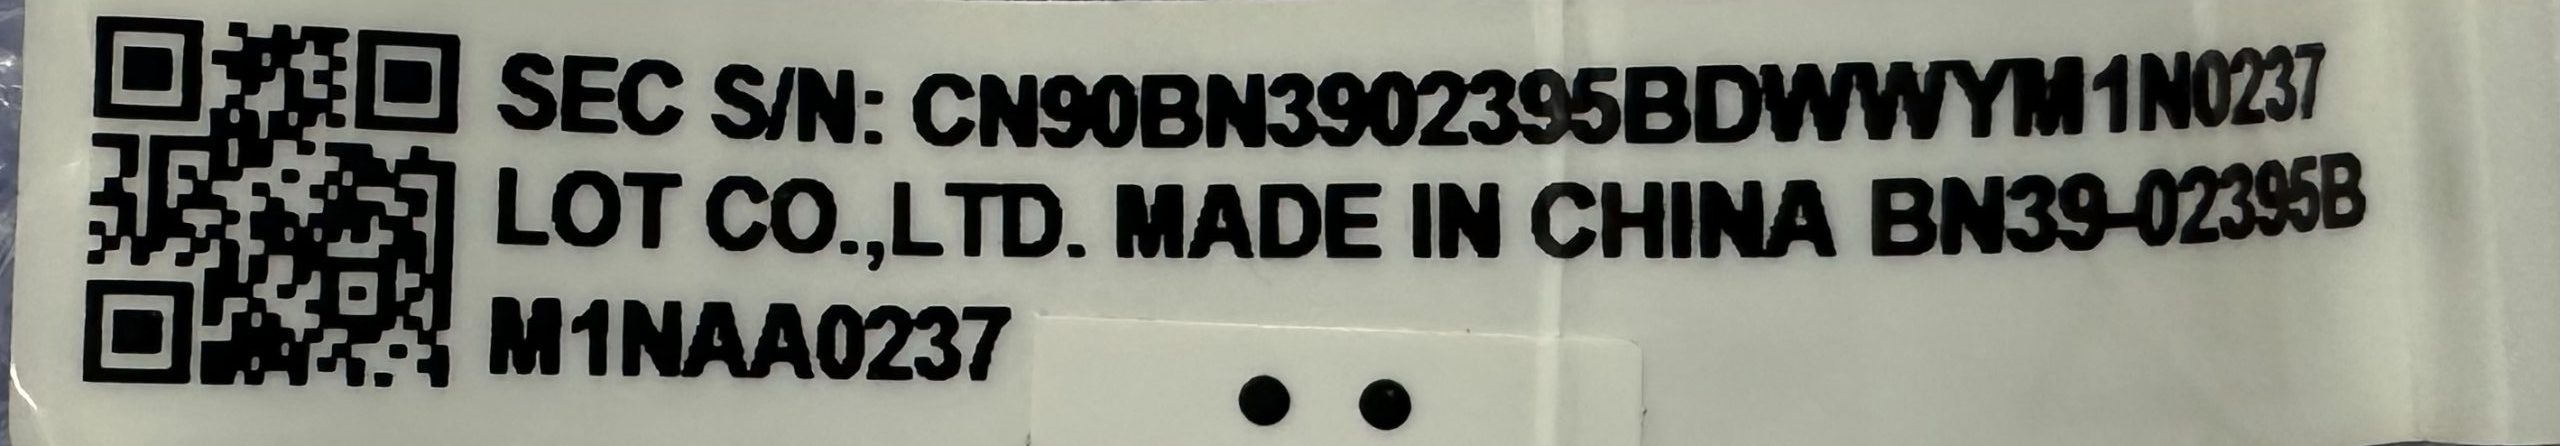 SEC S/N: CN90BN3902395BDWWYM1N0237
LOT CO.,LTD. MADE IN CHINA BN39-02395B
M1NAA0237